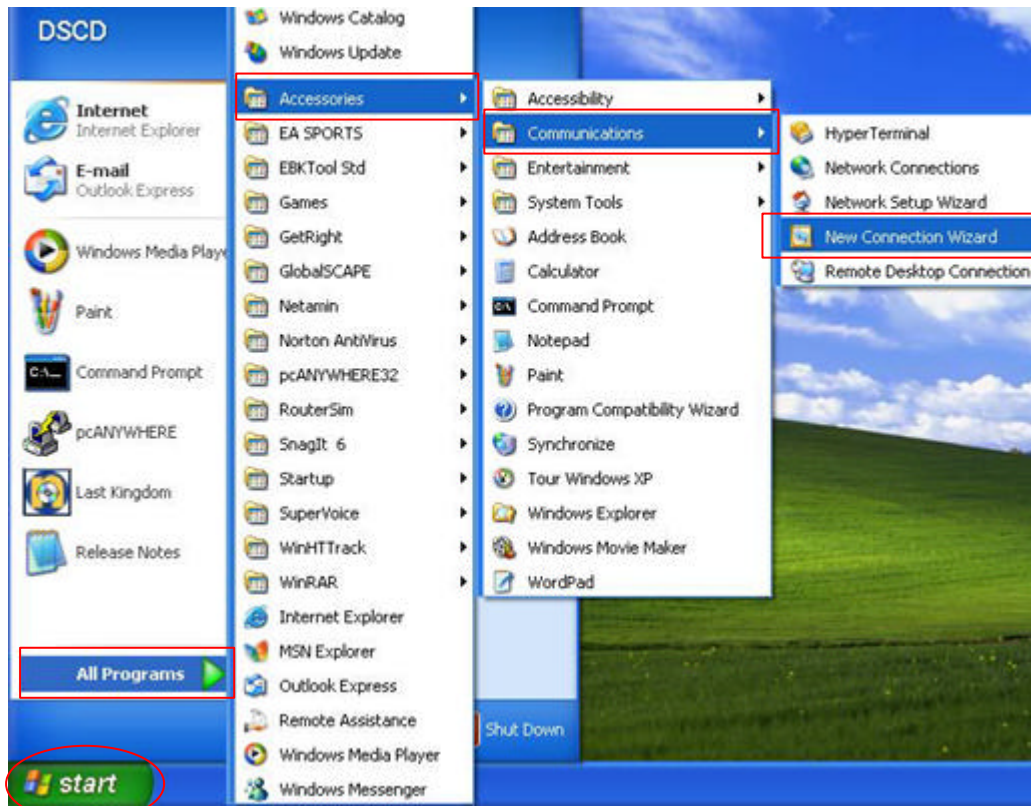 DSCD
Internet
Internet Explorer
E-mail
Outlook Express
Windows Media Playe
Paint
C:\_
Command Prompt
pcANYWHERE
Last Kingdom
Release Notes
All Programs
start
Windows Catalog
Windows Update
Accessories
EA SPORTS
EBKTool Std
Games
GetRight
GlobalSCAPE
Netamin
Norton AntiVirus
pcANYWHERE32
RouterSim
SnagIt 6
Startup
SuperVoice
WinHTTrack
WinRAR
Internet Explorer
MSN Explorer
Outlook Express
Remote Assistance
Windows Media Player
Windows Messenger
Accessibility
Communications
Entertainment
System Tools
Address Book
Calculator
Command Prompt
Notepad
Paint
Program Compatibility Wizard
Synchronize
Tour Windows XP
Windows Explorer
Windows Movie Maker
WordPad
HyperTerminal
Network Connections
Network Setup Wizard
New Connection Wizard
Remote Desktop Connection
Shut Down